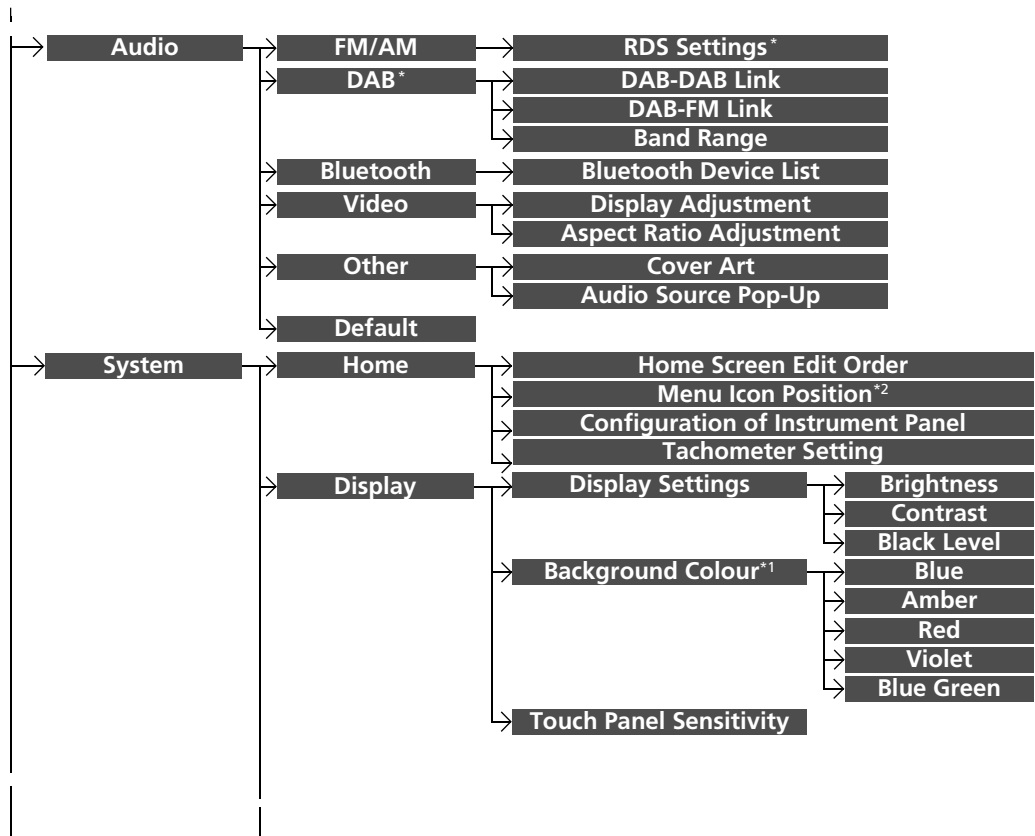 Audio
FM/AM
RDS Settings*
DAB*
DAB-DAB Link
DAB-FM Link
Band Range
Bluetooth
Bluetooth Device List
Video
Display Adjustment
Aspect Ratio Adjustment
Other
Cover Art
Audio Source Pop-Up
Default
System
Home
Home Screen Edit Order
Menu Icon Position*2
Configuration of Instrument Panel
Tachometer Setting
Display
Display Settings
Brightness
Contrast
Black Level
Background Colour*1
Blue
Amber
Red
Violet
Blue Green
Touch Panel Sensitivity